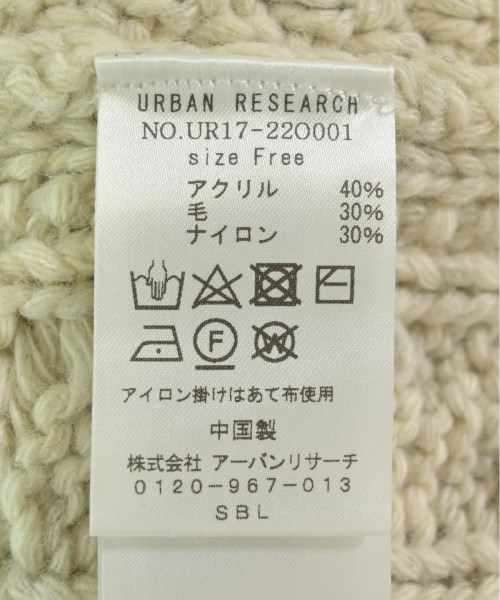 URBAN RESEARCH
NO.UR17-22O001
size Free
アクリル 40%
毛 30%
ナイロン 30%
F W
アイロン掛けはあて布使用
中国製
株式会社 アーバンリサーチ
0120-967-013
SBL